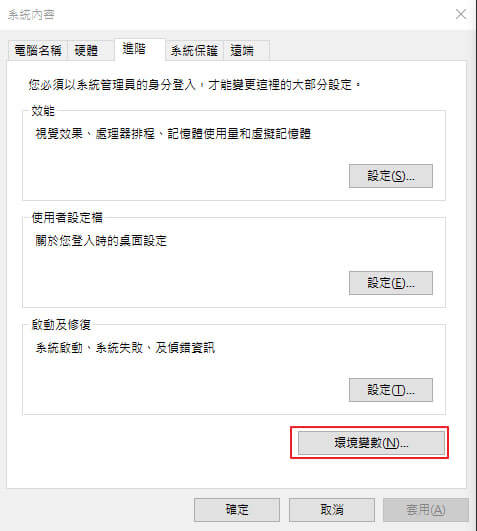 系統內容
電腦名稱 硬體 進階 系統保護 遠端
您必須以系統管理員的身分登入，才能變更這裡的大部分設定。
效能
視覺效果、處理器排程、記憶體使用量和虛擬記憶體
設定(S)...
使用者設定檔
關於您登入時的桌面設定
設定(E)...
啟動及修復
系統啟動、系統失敗、及偵錯資訊
設定(T)...
環境變數(N)...
確定 取消 套用(A)